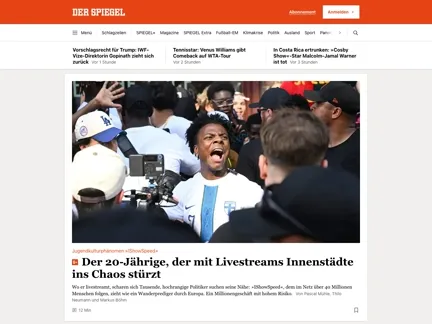 DER SPIEGEL
Abonnement
Anmelden
Menü
Schlagzeilen
SPIEGEL+
Magazine
SPIEGEL Extra
Fußball-EM
Klimakrise
Politik
Ausland
Sport
Vorschlagsrecht für Trump: IWF-
Vize-Direktorin Gopinath zieht sich
zurück Vor 1 Stunde
Tennisstar: Venus Williams gibt
Comeback auf WTA-Tour
Vor 2 Stunden
In Costa Rica ertrunken: »Cosby
Show«-Star Malcolm-Jamal Warner
ist tot Vor 3 Stunden
Jugendkulturphänomen »IShowSpeed«
Der 20-Jährige, der mit Livestreams Innenstädte
ins Chaos stürzt
Wo er livestreamt, scharen sich Tausende, hochrangige Politiker suchen seine Nähe: »IShowSpeed«, dem im Netz über 40 Millionen
Menschen folgen, zieht wie ein Wanderprediger durch Europa. Ein Millionengeschäft mit hohem Risiko. Von Pascal Mühle,
Neumann und Markus Böhm
12 Min